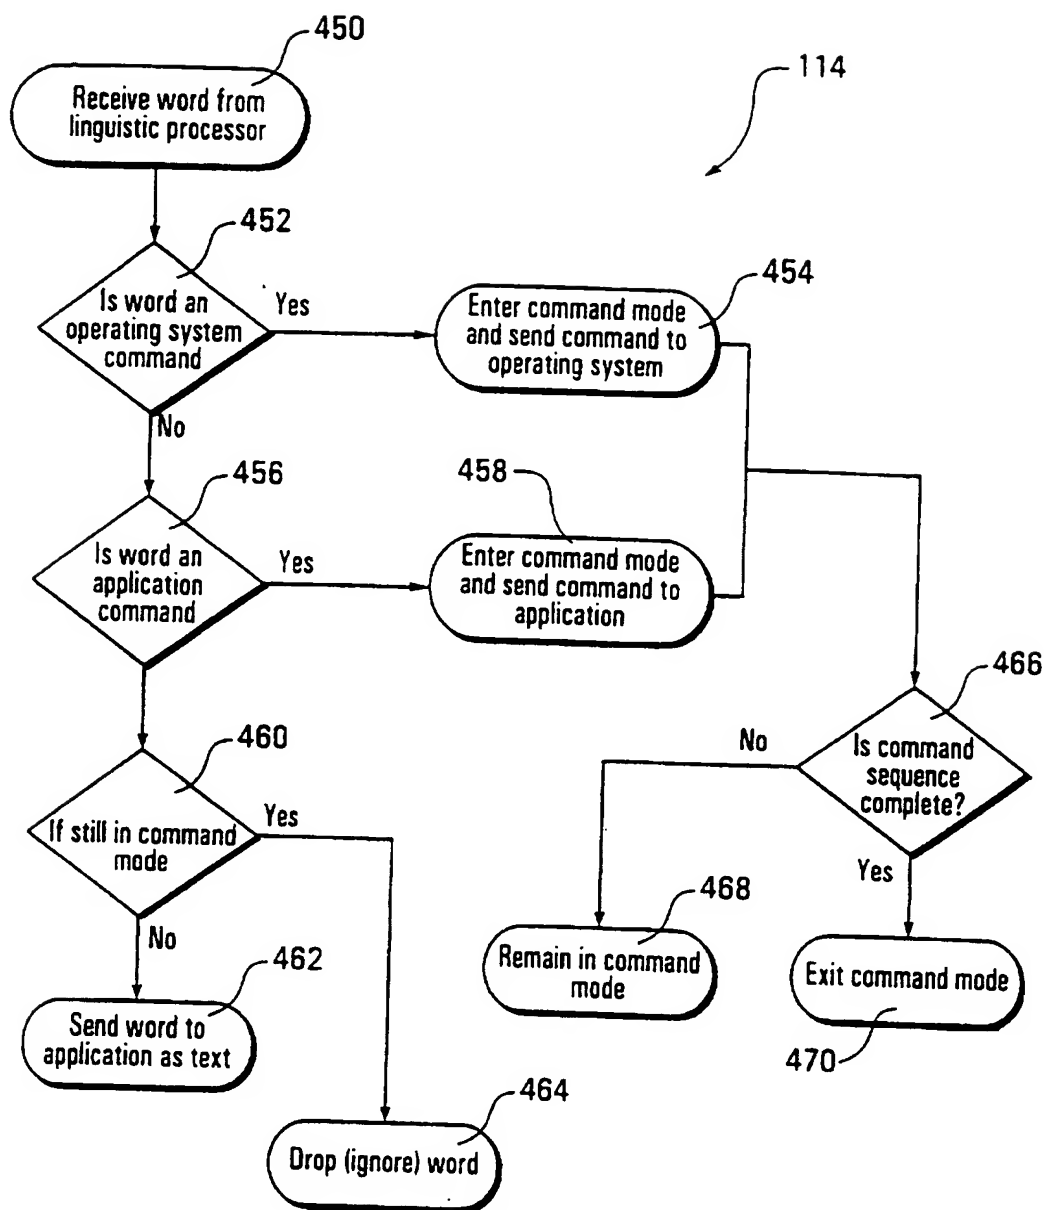 450
114
Receive word from
linguistic processor
452
454
Is word an
operating system
command
Yes
Enter command mode
and send command to
operating system
No
456
458
Is word an
application
command
Yes
Enter command mode
and send command to
application
466
460
No
Is command
sequence
complete?
If still in command
mode
Yes
Yes
468
No
462
Remain in command
mode
Exit command mode
470
Send word to
application as text
464
Drop (ignore) word